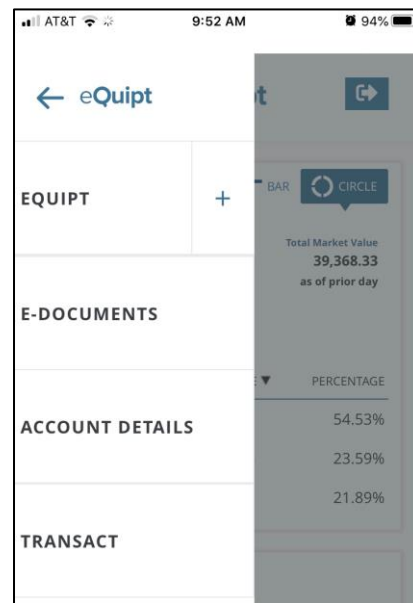 AT&T 9:52 AM 94%
eQuipt
pt
EQUIPT +
BAR CIRCLE
Total Market Value
39,368.33
as of prior day
E-DOCUMENTS
E ▼ PERCENTAGE
54.53%
ACCOUNT DETAILS
23.59%
21.89%
TRANSACT